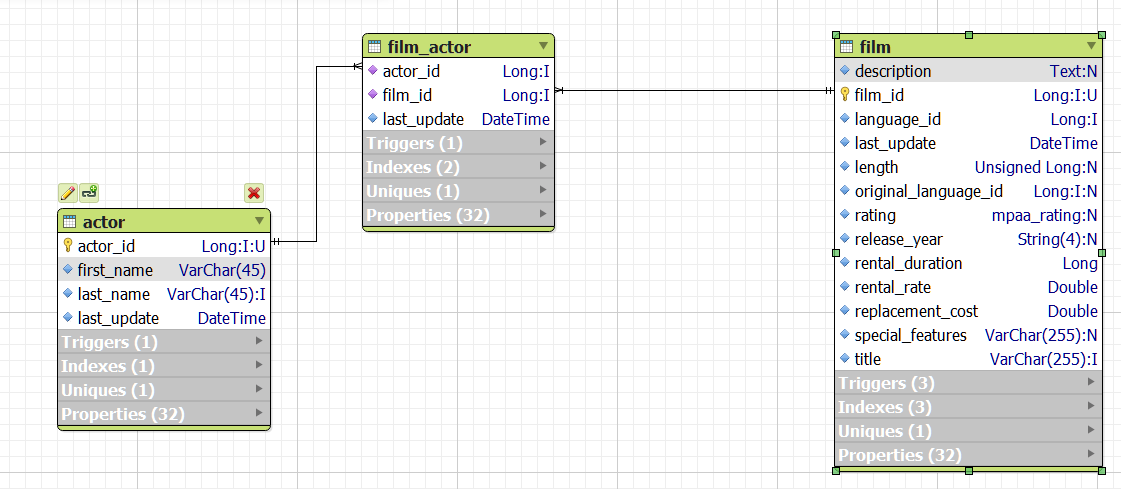 film_actor
actor_id Long:I
film_id Long:I
last_update DateTime
Triggers (1)
Indexes (2)
Uniques (1)
Properties (32)
actor
actor_id Long:I:U
first_name VarChar(45)
last_name VarChar(45):I
last_update DateTime
Triggers (1)
Indexes (1)
Uniques (1)
Properties (32)
film
description Text:N
film_id Long:I:U
language_id Long:I
last_update DateTime
length Unsigned Long:N
original_language_id Long:I:N
rating mpaa_rating:N
release_year String(4):N
rental_duration Long
rental_rate Double
replacement_cost Double
special_features VarChar(255):N
title VarChar(255):I
Triggers (3)
Indexes (3)
Uniques (1)
Properties (32)